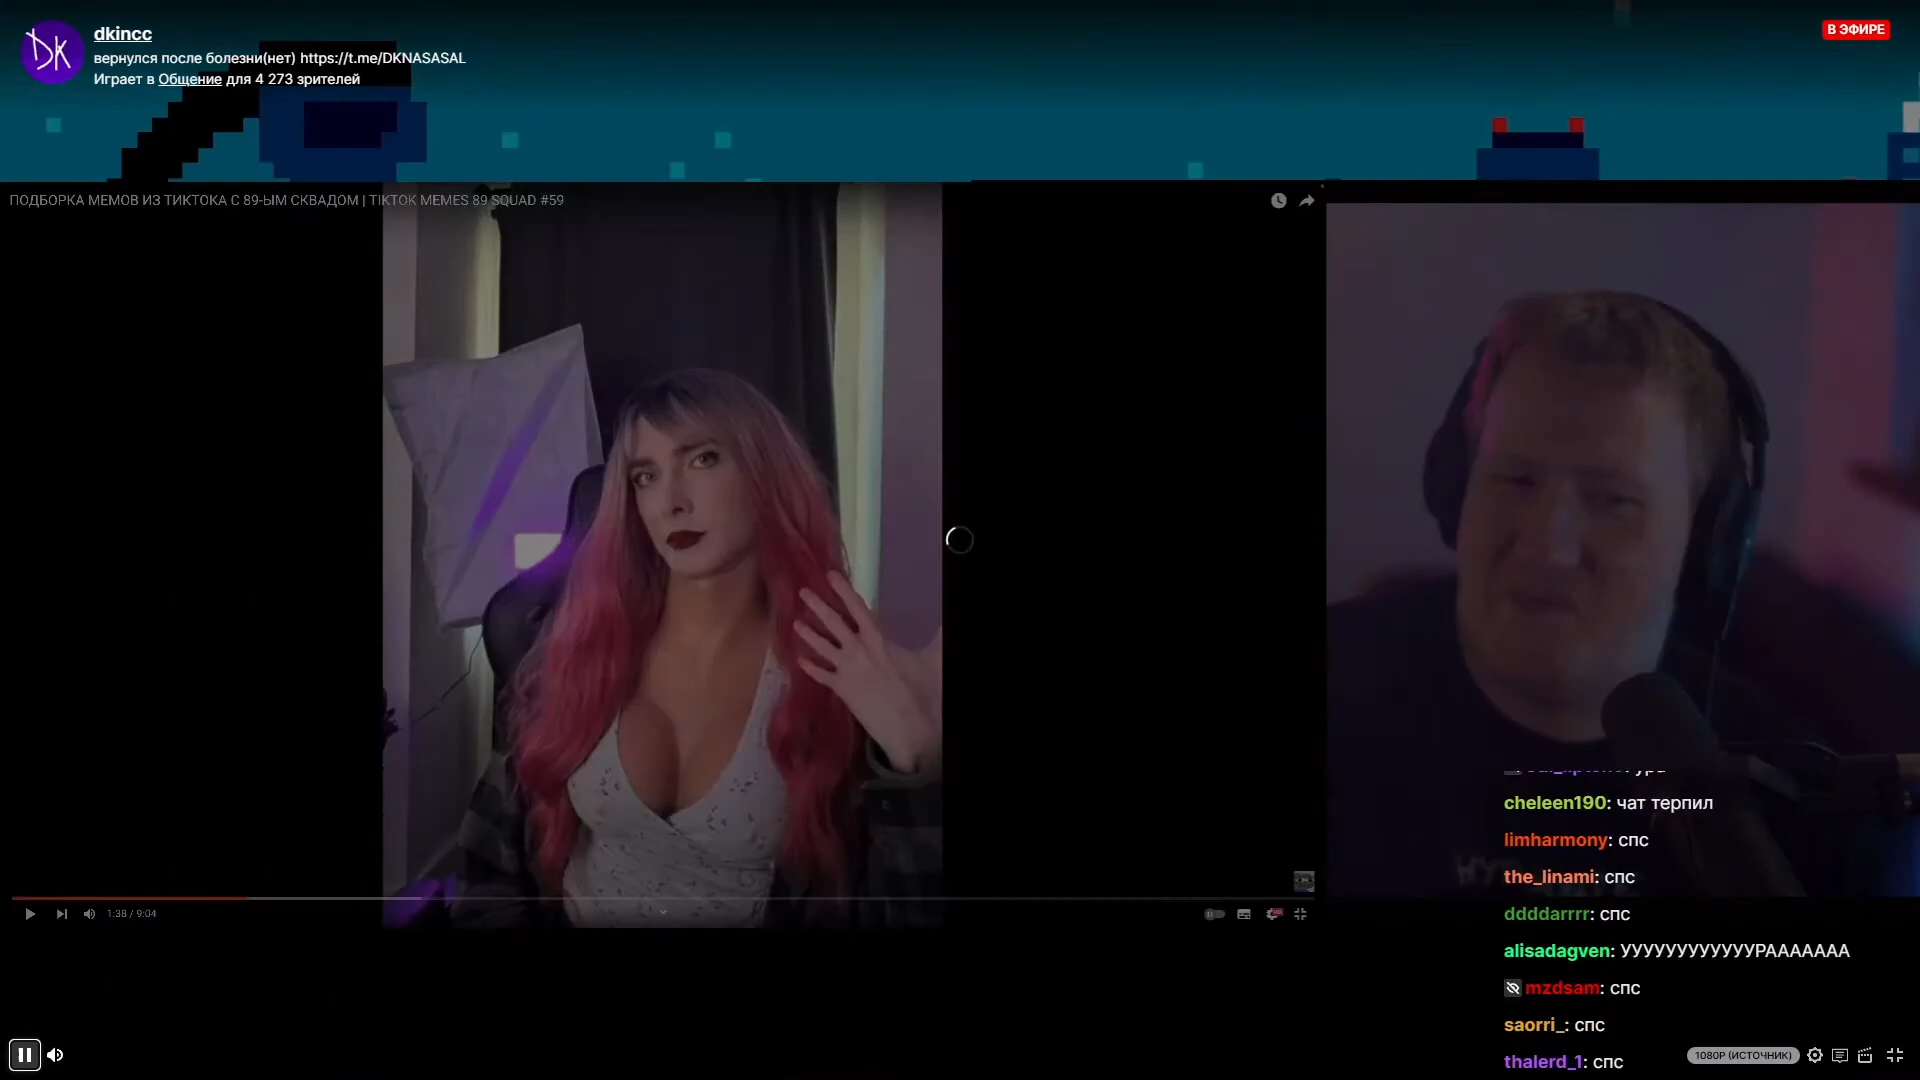 DK
dkincc
вернулся после болезни(нет) https://t.me/DKNASASAL
Играет в Общение для 4 273 зрителей
В ЭФИРЕ
ПОДБОРКА МЕМОВ ИЗ ТИКТОКА С 89-ЫМ СКВАДОМ | TIKTOK MEMES 89 SQUAD #59
1:38 / 9:04
cheleen190: чат терпил
limharmony: спс
the_linami: спс
ddddarrrr: спс
alisadagven: УУУУУУУУУУУУРААААААА
mzdsam: спс
saorri_: спс
thalerd_1: спс
1080P (ИСТОЧНИК)